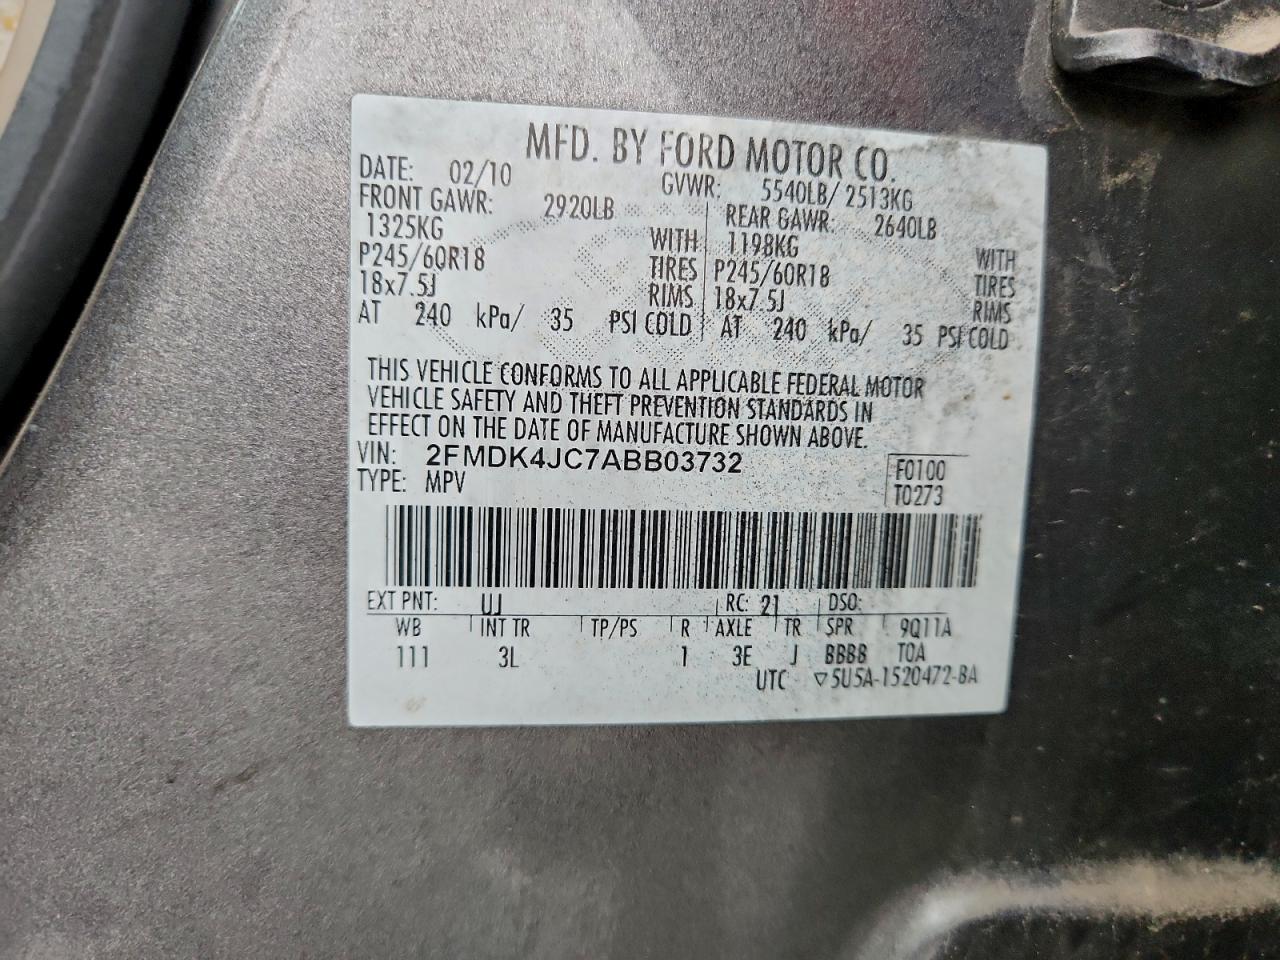 MFD. BY FORD MOTOR CO.
DATE: 02/10 GVWR: 5540LB/ 2513KG
FRONT GAWR: 2920LB REAR GAWR: 2640LB
1325KG WITH 1198KG WITH
P245/60R18 TIRES P245/60R18 TIRES
18x7.5J RIMS 18x7.5J RIMS
AT 240 kPa/ 35 PSI COLD AT 240 kPa/ 35 PSI COLD
THIS VEHICLE CONFORMS TO ALL APPLICABLE FEDERAL MOTOR
VEHICLE SAFETY AND THEFT PREVENTION STANDARDS IN
EFFECT ON THE DATE OF MANUFACTURE SHOWN ABOVE.
VIN: 2FMDK4JC7ABB03732 F0100
TYPE: MPV T0273
EXT PNT: UJ RC: 21 DSO:
WB INT TR TP/PS R AXLE TR SPR 9Q11A
111 3L 1 3E J BBBB TOA
UTC ▽5U5A-1520472-BA